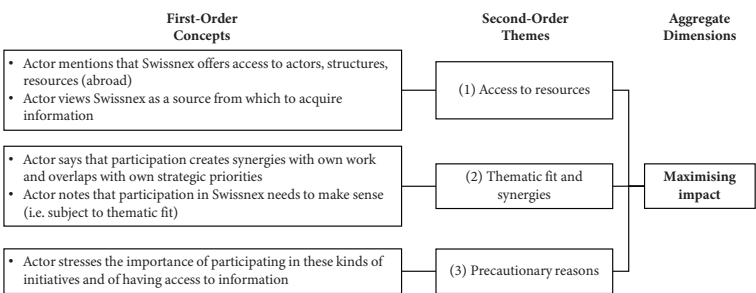 First-Order
Concepts
Second-Order
Themes
Aggregate
Dimensions
• Actor mentions that Swissnex offers access to actors, structures,
resources (abroad)
• Actor views Swissnex as a source from which to acquire
information
(1) Access to resources
• Actor says that participation creates synergies with own work
and overlaps with own strategic priorities
• Actor notes that participation in Swissnex needs to make sense
(i.e. subject to thematic fit)
(2) Thematic fit and
synergies
Maximising
impact
• Actor stresses the importance of participating in these kinds of
initiatives and of having access to information
(3) Precautionary reasons